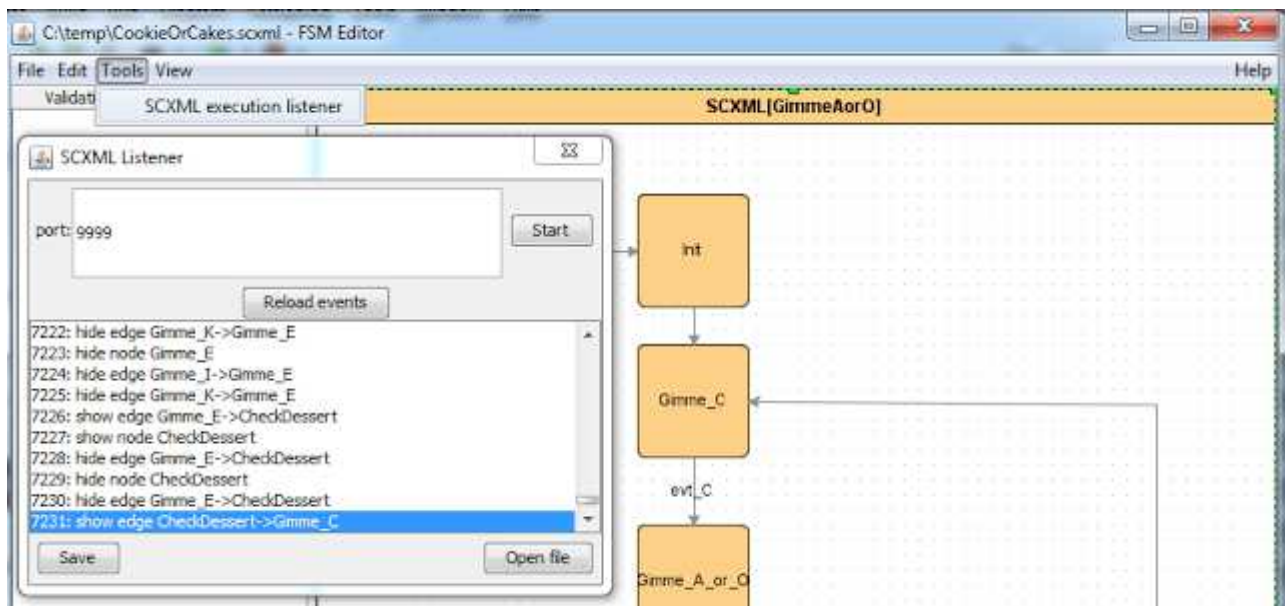 C:\temp\CookieOrCakes.scxml - FSM Editor
File Edit Tools View Help
Validati
SCXML execution listener
SCXML[GimmeAorO]
SCXML Listener
port: 9999
Start
Reload events
7222: hide edge Gimme_K->Gimme_E
7223: hide node Gimme_E
7224: hide edge Gimme_I->Gimme_E
7225: hide edge Gimme_K->Gimme_E
7226: show edge Gimme_E->CheckDessert
7227: show node CheckDessert
7228: hide edge Gimme_E->CheckDessert
7229: hide node CheckDessert
7230: hide edge Gimme_E->CheckDessert
7231: show edge CheckDessert->Gimme_C
Save
Open file
init
Gimme_C
evt_C
Gimme_A_or_O